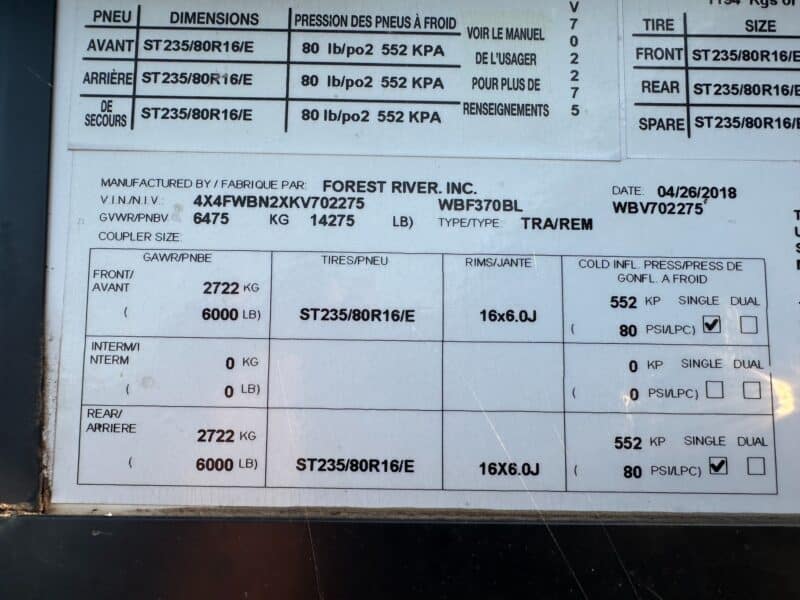 PNEU DIMENSIONS PRESSION DES PNEUS À FROID
AVANT ST235/80R16/E 80 lb/po2 552 KPA
ARRIÈRE ST235/80R16/E 80 lb/po2 552 KPA
DE SECOURS ST235/80R16/E 80 lb/po2 552 KPA
VOIR LE MANUEL
DE L'USAGER
POUR PLUS DE
RENSEIGNEMENTS
V702275
Kgs or
TIRE SIZE
FRONT ST235/80R16/E
REAR ST235/80R16/E
SPARE ST235/80R16/E
MANUFACTURED BY / FABRIQUE PAR: FOREST RIVER. INC. DATE: 04/26/2018
V.I.N./N.I.V.: 4X4FWBN2XKV702275 WBF370BL WBV702275
GVWR/PNBV 6475 KG 14275 LB) TYPE/TYPE: TRA/REM
COUPLER SIZE:
GAWR/PNBE TIRES/PNEU RIMS/JANTE COLD INFL. PRESS/PRESS DE GONFL. A FROID
FRONT/ AVANT 2722 KG 552 KP SINGLE DUAL
( 6000 LB) ST235/80R16/E 16x6.0J ( 80 PSI/LPC)
INTERM/I NTERM 0 KG 0 KP SINGLE DUAL
( 0 LB) ( 0 PSI/LPC)
REAR/ ARRIERE 2722 KG 552 KP SINGLE DUAL
( 6000 LB) ST235/80R16/E 16X6.0J ( 80 PSI/LPC)